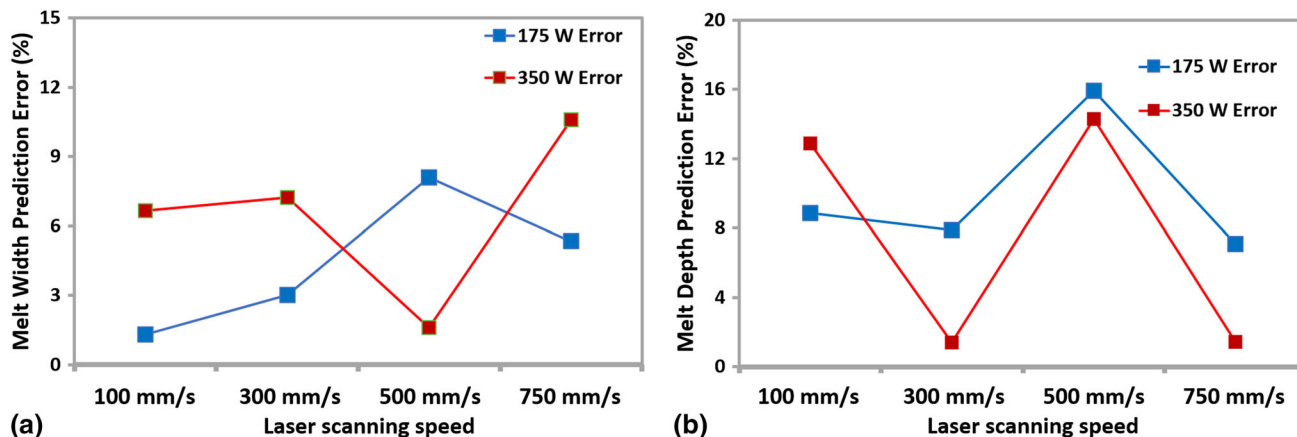 15
12
9
6
3
0
Melt Width Prediction Error (%)
175 W Error
350 W Error
100 mm/s 300 mm/s 500 mm/s 750 mm/s
Laser scanning speed
(a)
20
16
12
8
4
0
Melt Depth Prediction Error (%)
175 W Error
350 W Error
100 mm/s 300 mm/s 500 mm/s 750 mm/s
Laser scanning speed
(b)